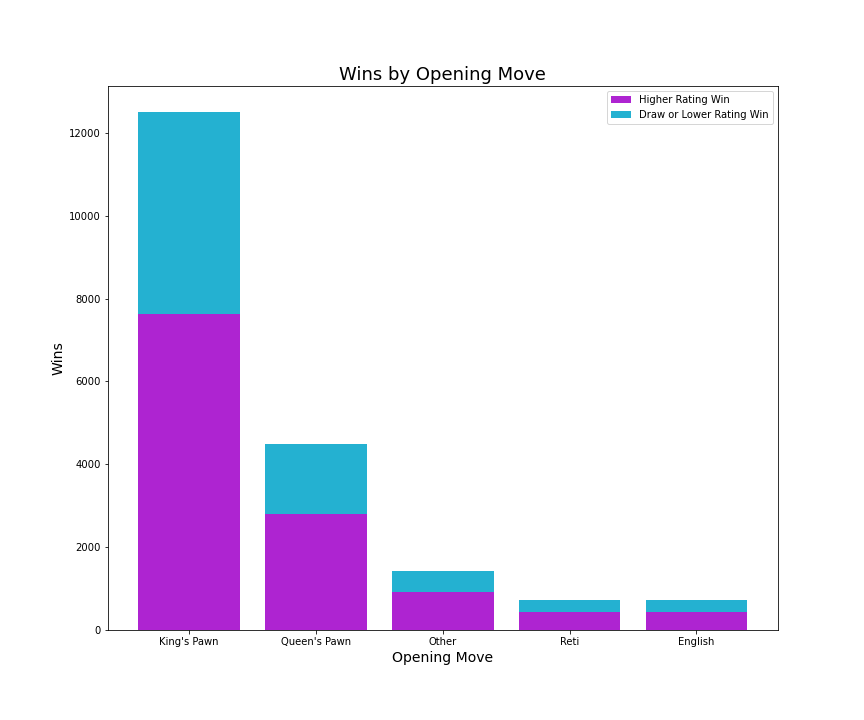 Wins by Opening Move
Higher Rating Win
Draw or Lower Rating Win
12000
10000
8000
6000
4000
2000
0
Wins
King's Pawn
Queen's Pawn
Other
Reti
English
Opening Move